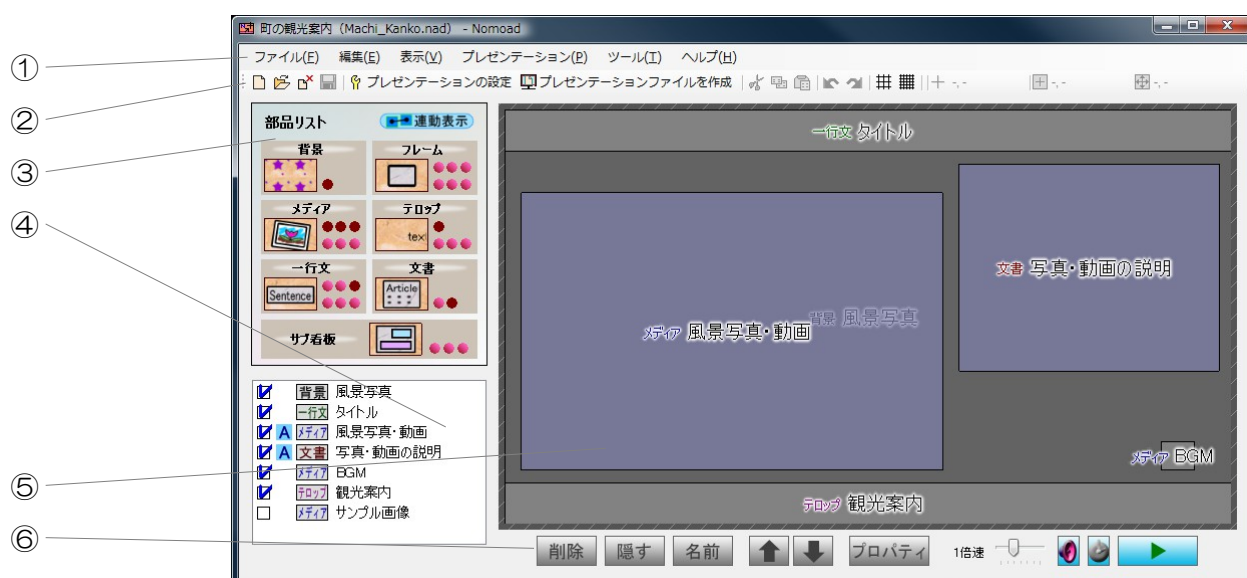 町の観光案内 (Machi_Kanko.nad) - Nomoad
① ファイル(F) 編集(E) 表示(V) プレゼンテーション(P) ツール(T) ヘルプ(H)
② プレゼンテーションの設定 プレゼンテーションファイルを作成 -,- -,- -,-
③
④
⑤
⑥
部品リスト 連動表示
背景 フレーム
メディア テロップ
text
一行文 文書
Sentence Article
サブ看板
背景 風景写真
一行文 タイトル
A メディア 風景写真・動画
A 文書 写真・動画の説明
メディア BGM
テロップ 観光案内
メディア サンプル画像
一行文 タイトル
文書 写真・動画の説明
背景 風景写真
メディア 風景写真・動画
メディア BGM
テロップ 観光案内
削除 隠す 名前 プロパティ 1倍速